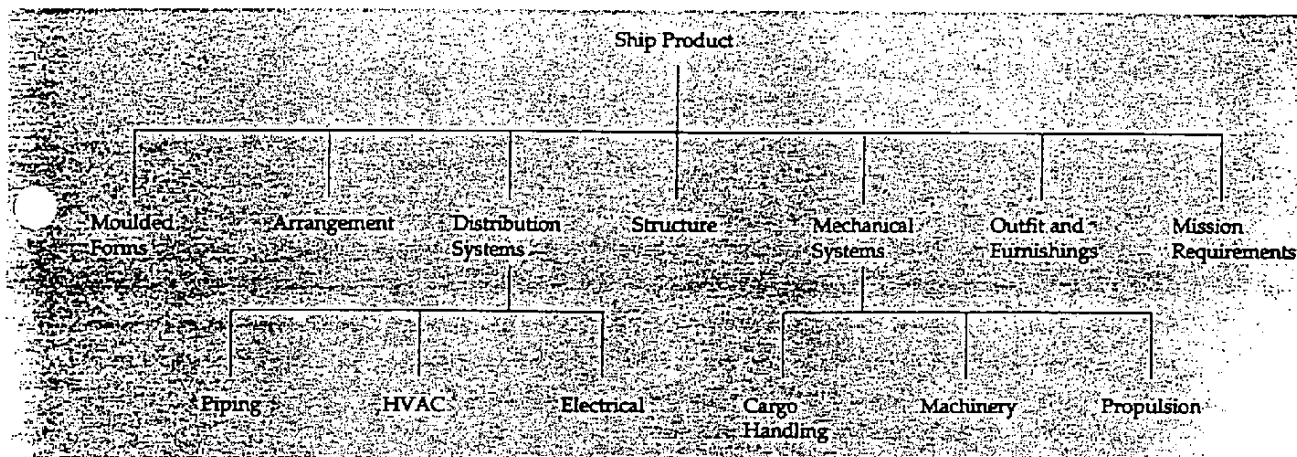 Ship Product
Moulded
Forms
Arrangement
Distribution
Systems
Structure
Mechanical
Systems
Outfit and
Furnishings
Mission
Requirements
Piping
HVAC
Electrical
Cargo
Handling
Machinery
Propulsion